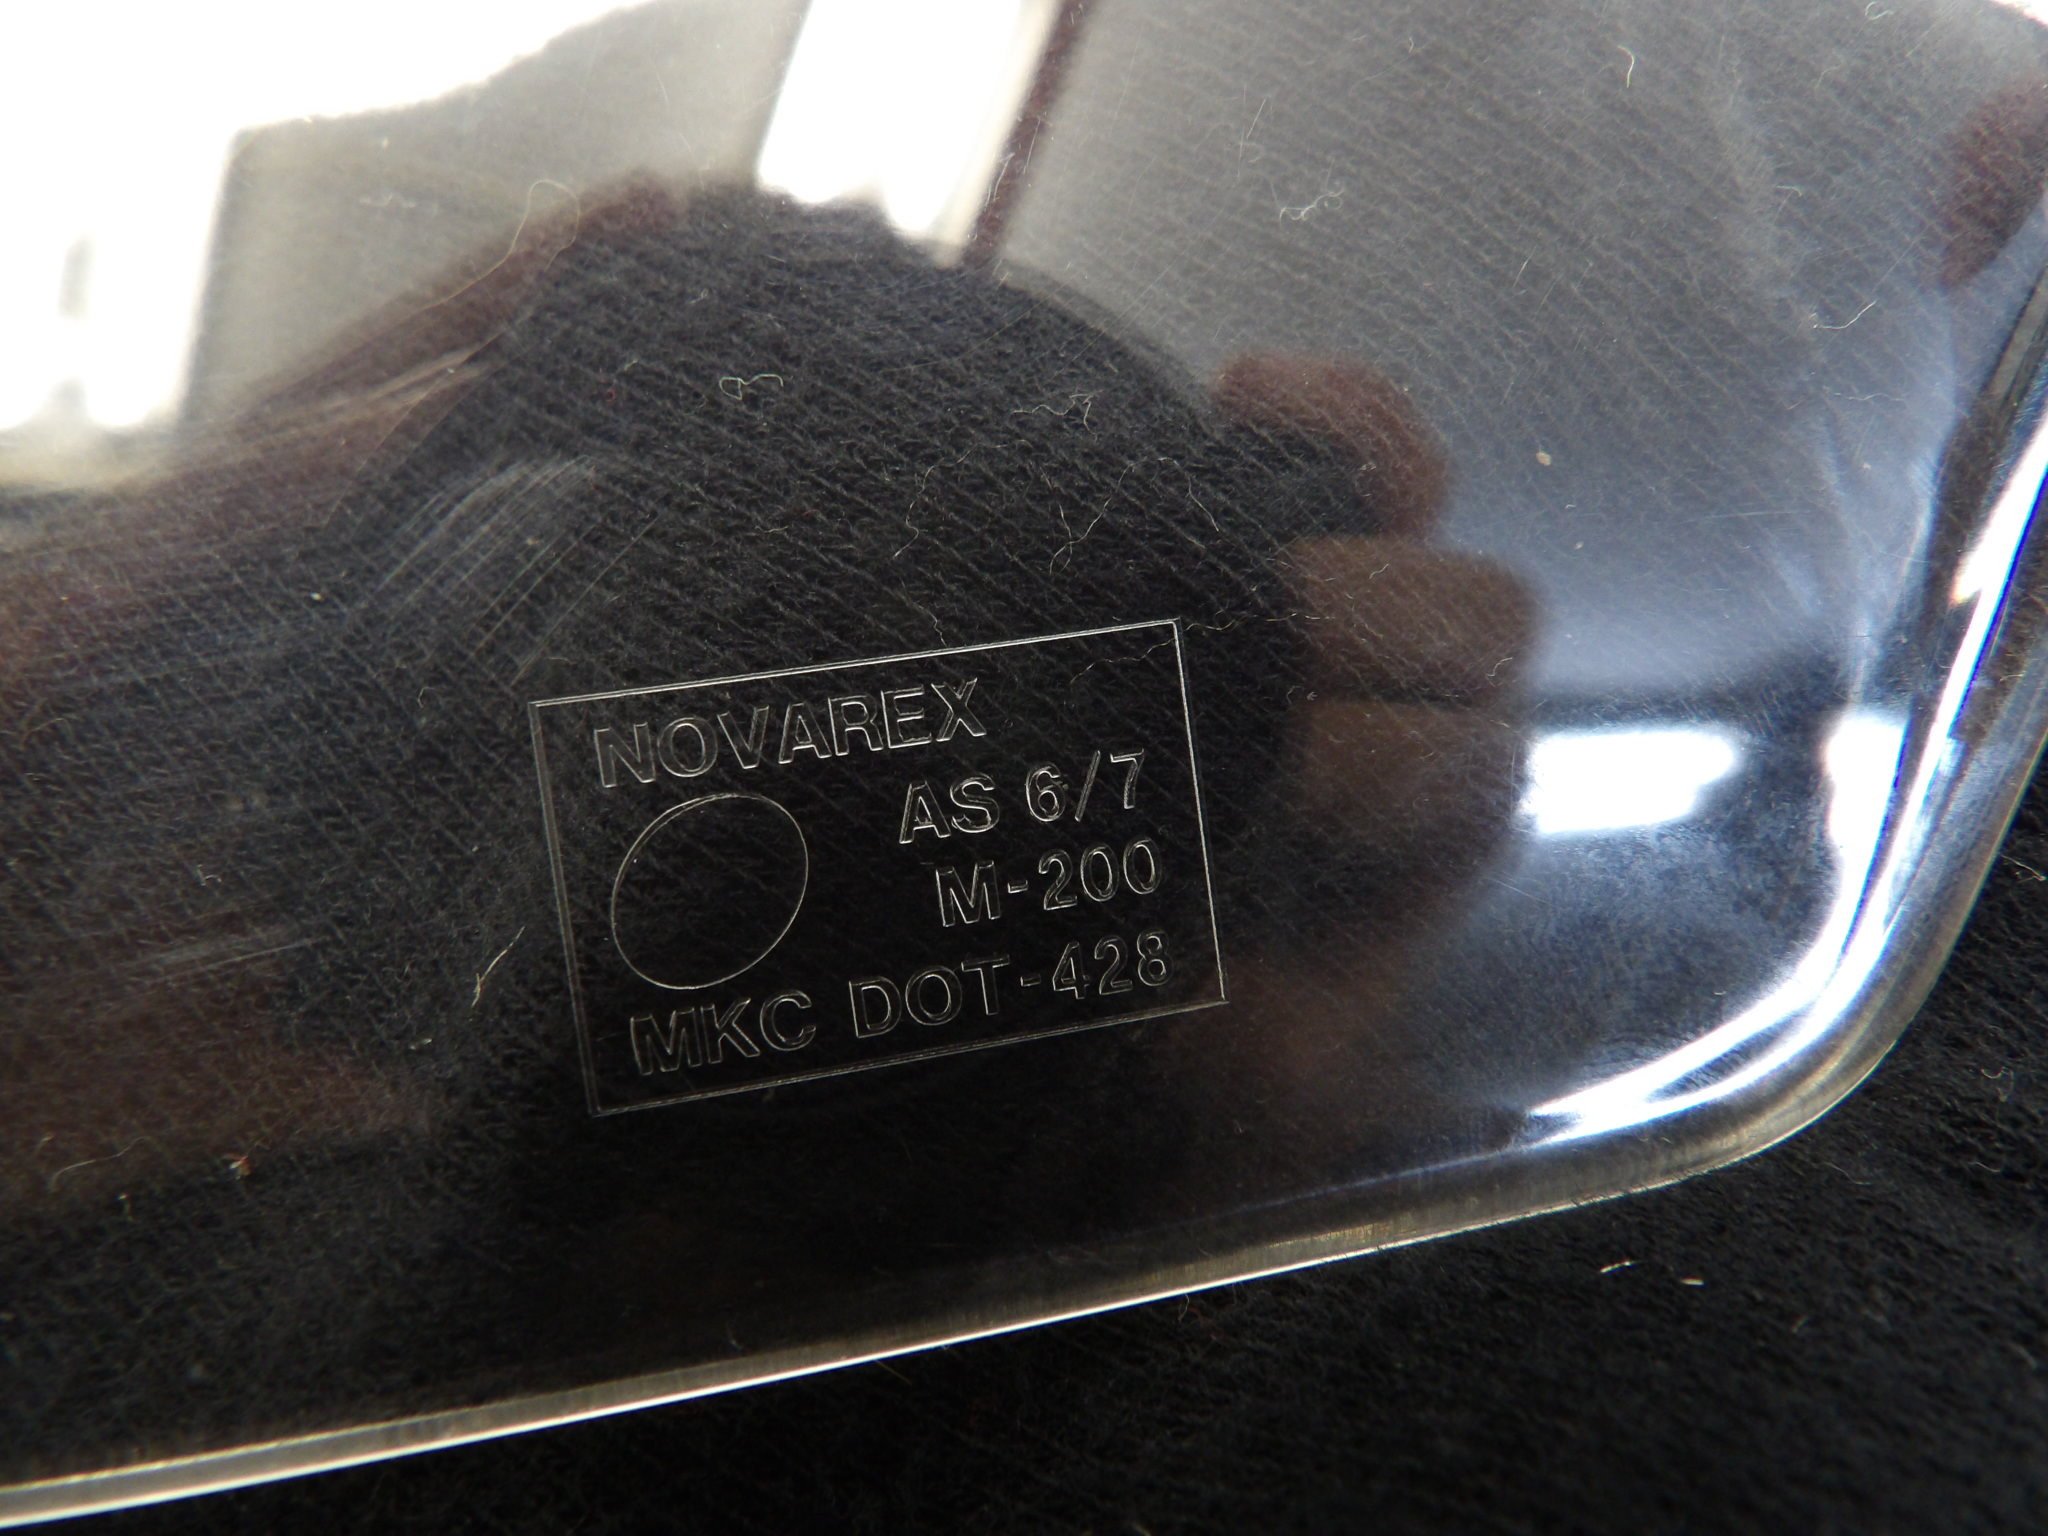 NOVAREX
AS 6/7
M-200
MKC DOT-428